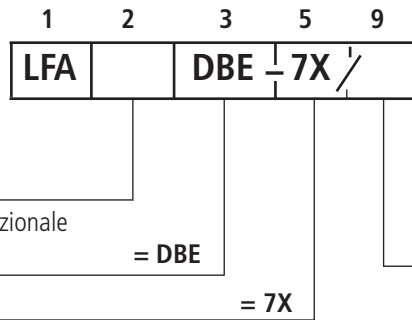 1 2 3 5 9
LFA DBE – 7X /
zionale
= DBE
= 7X